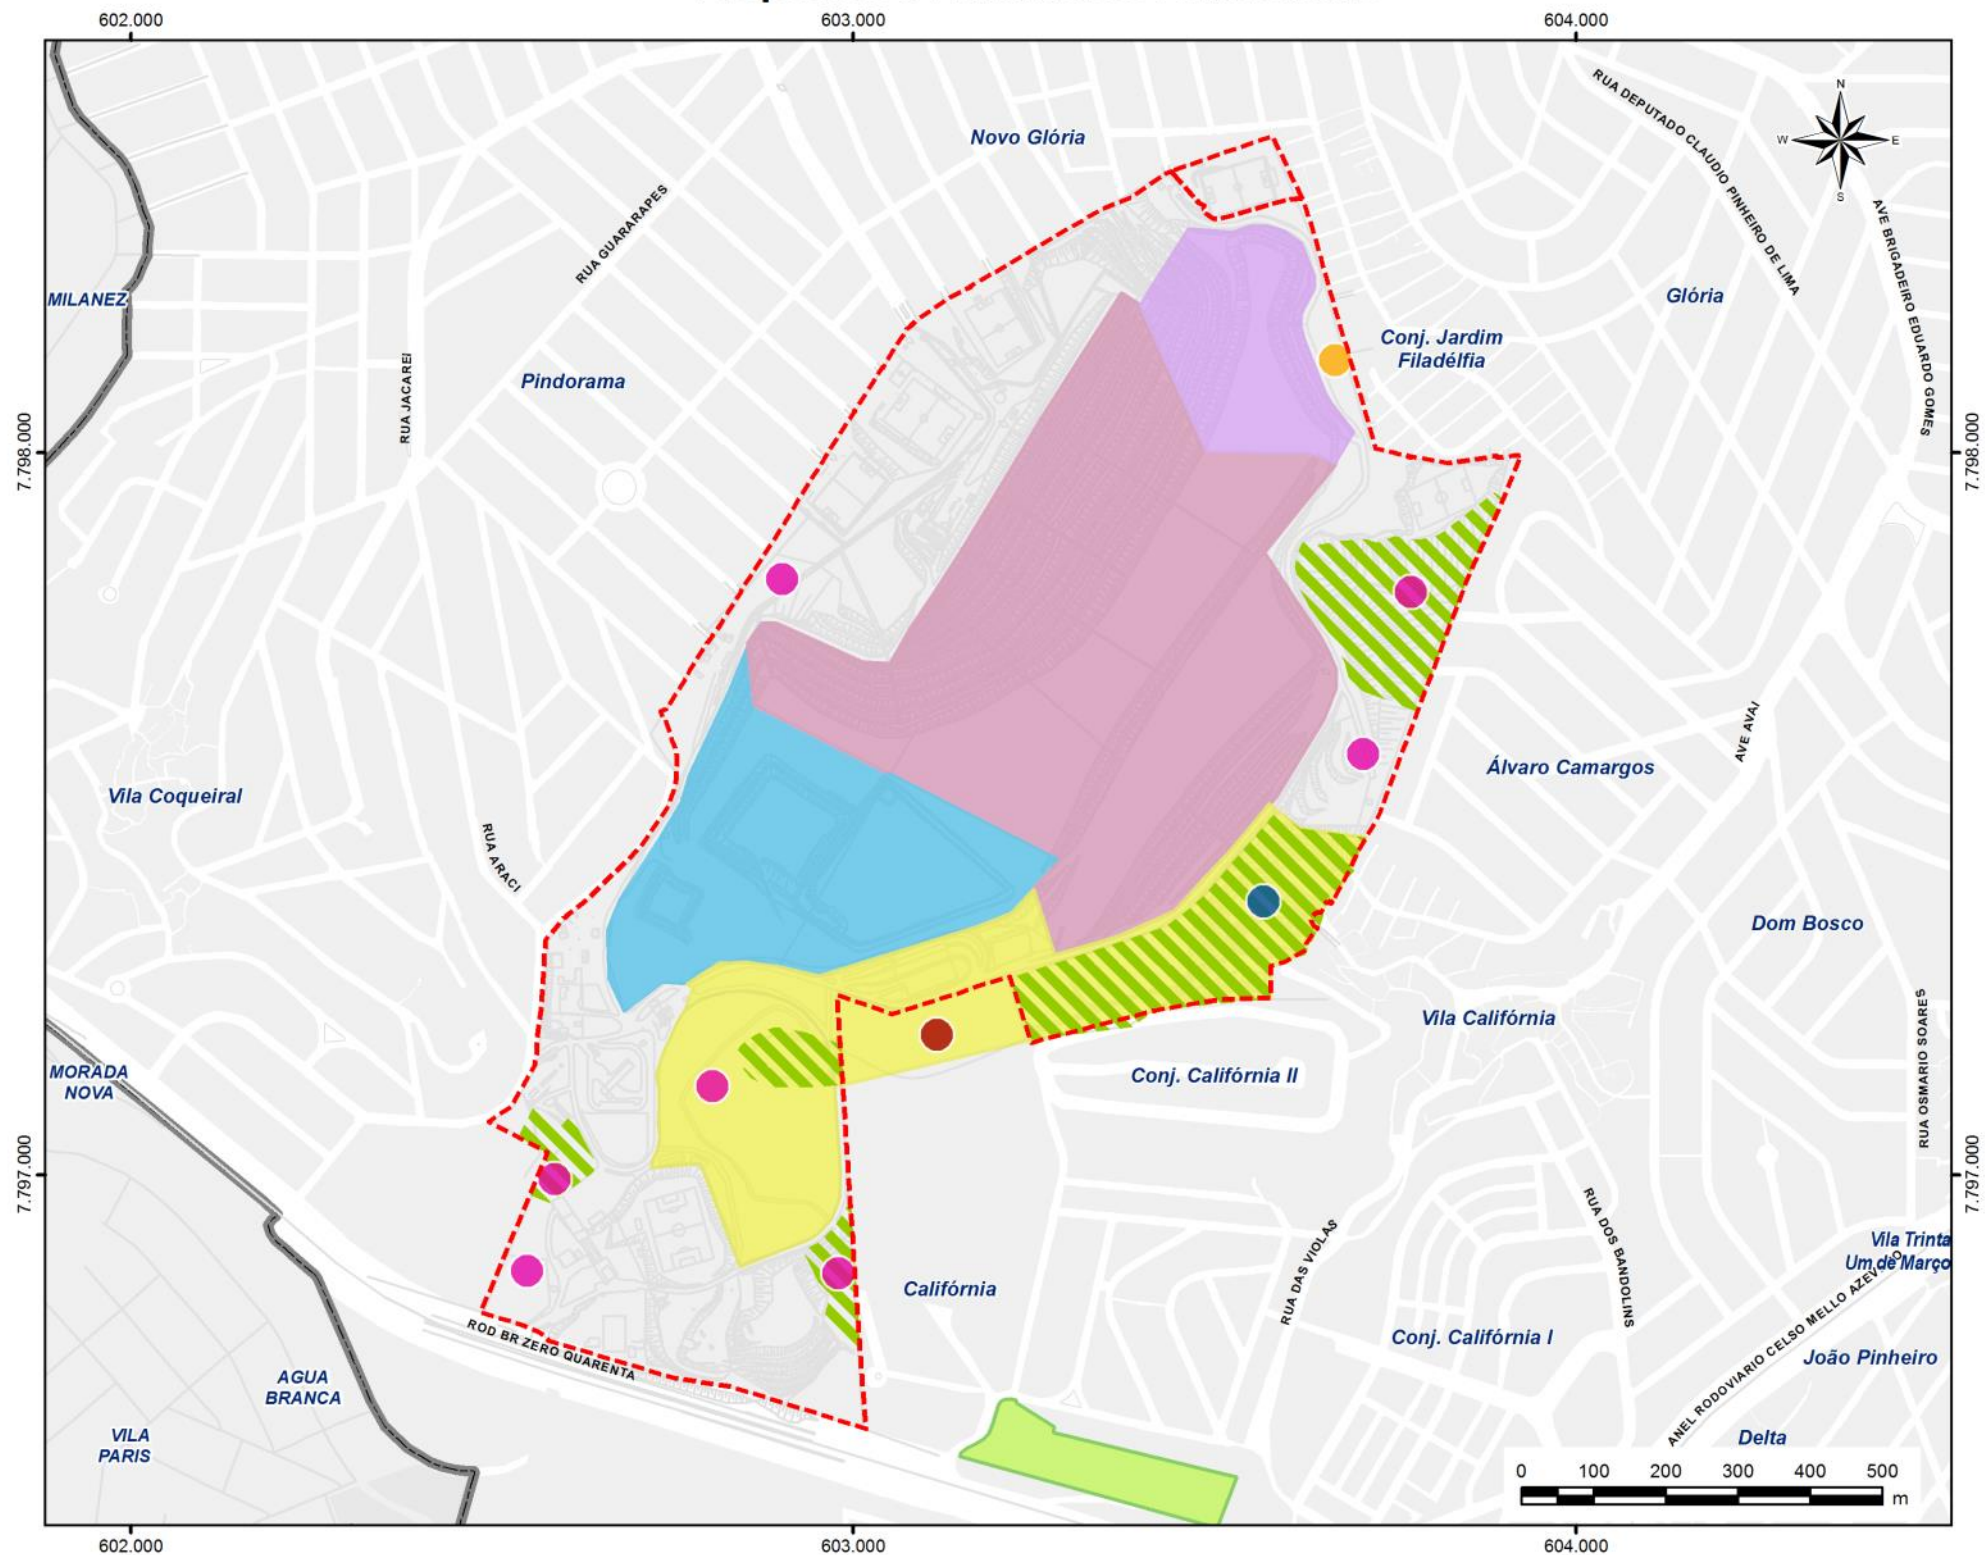 602.000
603.000
604.000
N
W
E
S
RUA DEPUTADO CLAUDIO PINHEIRO DE LIMA
AVE BRIGADEIRO EDUARDO GOMES
Novo Glória
RUA GUARARAPES
MILANEZ
Glória
Conj. Jardim
Filadélfia
Pindorama
RUA JACAREI
7.798.000
7.798.000
AVE AVAI
Álvaro Camargos
Vila Coqueiral
RUA ARACI
Dom Bosco
Vila Califórnia
RUA OSMARIO SOARES
MORADA
NOVA
Conj. Califórnia II
7.797.000
7.797.000
RUA DAS VIOLAS
RUA DOS BANDOLINS
Vila Trinta
Um de Março
Califórnia
ROD BR ZERO QUARENTA
Conj. Califórnia I
ANEL RODOVIARIO CELSO MELLO AZEVEDO
João Pinheiro
AGUA
BRANCA
VILA
PARIS
Delta
0 100 200 300 400 500
m
602.000
603.000
604.000